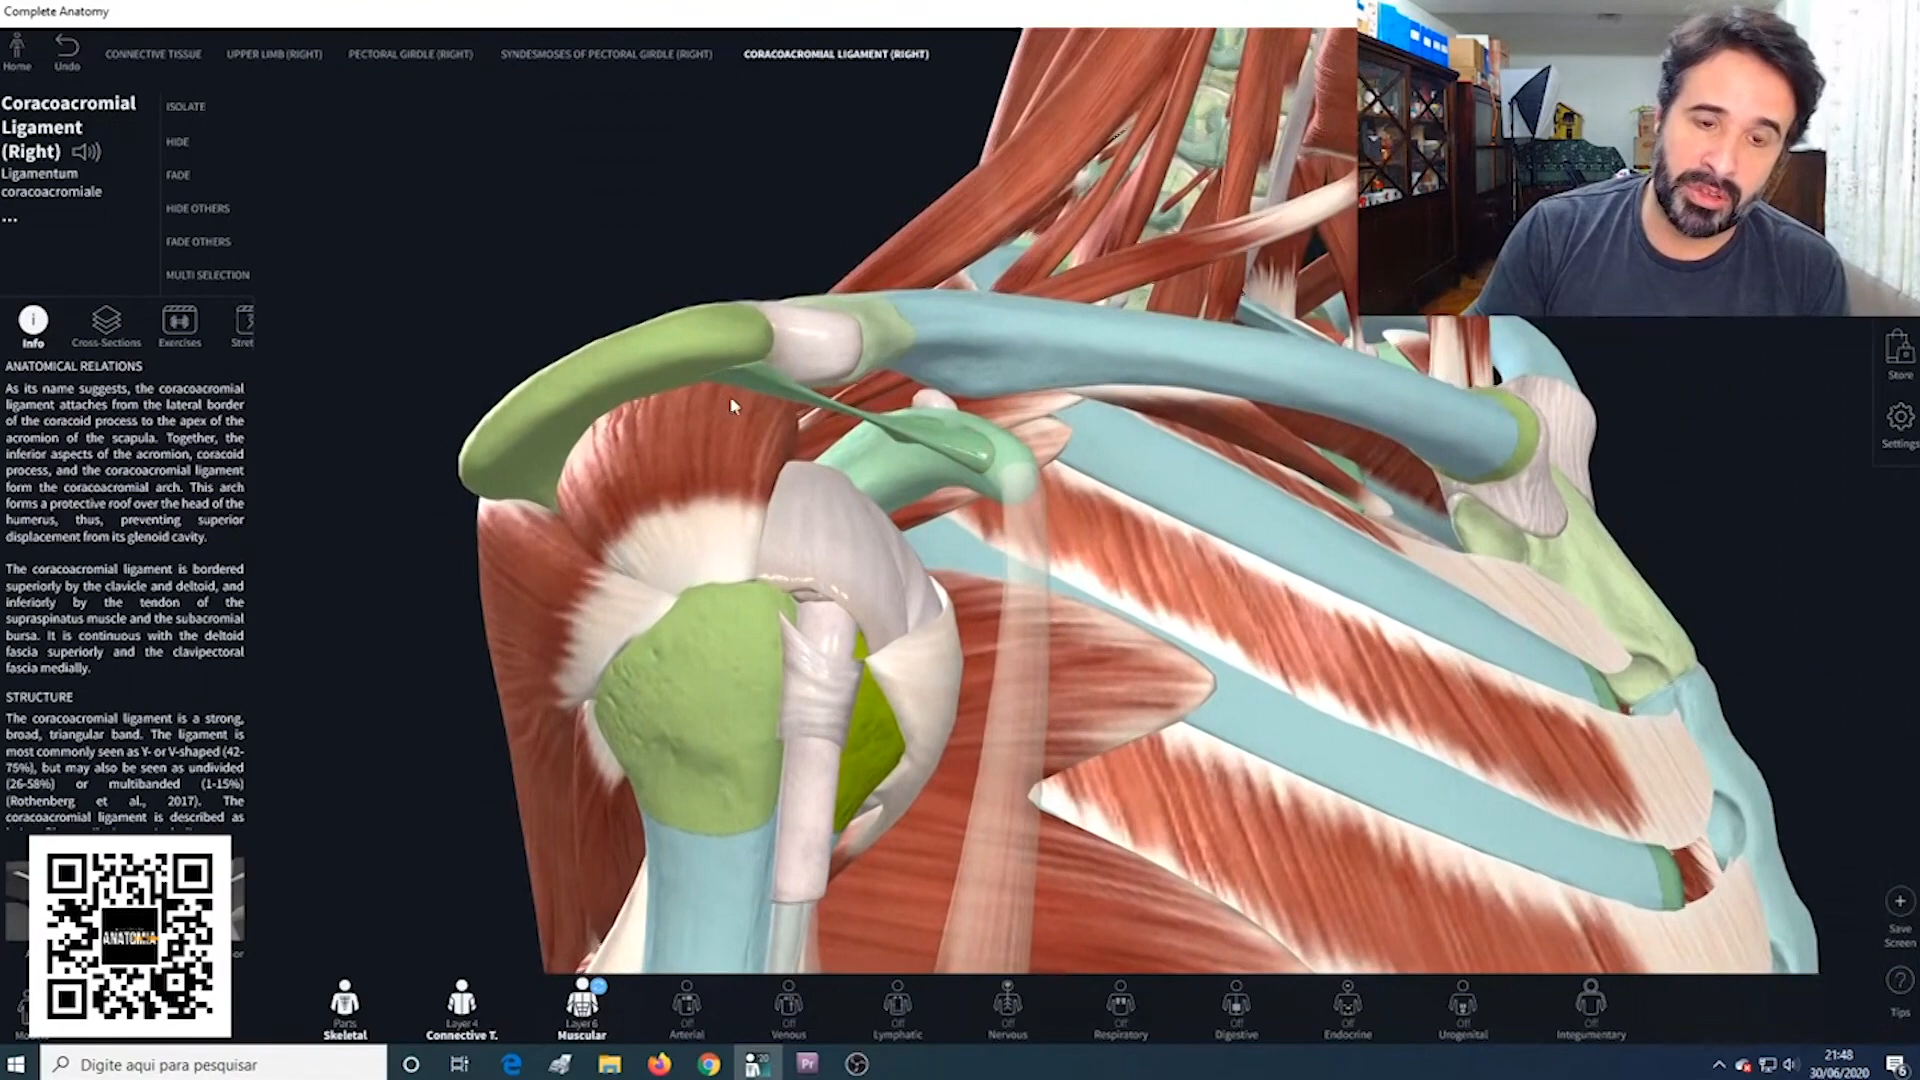 Complete Anatomy
Home
Undo
CONNECTIVE TISSUE
UPPER LIMB (RIGHT)
PECTORAL GIRDLE (RIGHT)
SYNDESMOSES OF PECTORAL GIRDLE (RIGHT)
CORACOACROMIAL LIGAMENT (RIGHT)
Coracoacromial
Ligament
(Right)
Ligamentum
coracoacromiale
...
ISOLATE
HIDE
FADE
HIDE OTHERS
FADE OTHERS
MULTI SELECTION
Info
Cross-Sections
Exercises
Stret
ANATOMICAL RELATIONS
As its name suggests, the coracoacromial
ligament attaches from the lateral border
of the coracoid process to the apex of the
acromion of the scapula. Together, the
inferior aspects of the acromion, coracoid
process, and the coracoacromial ligament
form the coracoacromial arch. This arch
forms a protective roof over the head of the
humerus, thus, preventing superior
displacement from its glenoid cavity.
The coracoacromial ligament is bordered
superiorly by the clavicle and deltoid, and
inferiorly by the tendon of the
supraspinatus muscle and the subacromial
bursa. It is continuous with the deltoid
fascia superiorly and the clavipectoral
fascia medially.
STRUCTURE
The coracoacromial ligament is a strong,
broad, triangular band. The ligament is
most commonly seen as Y- or V-shaped (42-
75%), but may also be seen as undivided
(26-58%) or multibanded (1-15%)
(Rothenberg et al., 2017). The
coracoacromial ligament is described as
ANATOMIA
Store
Settings
Save
Screen
Tips
Parts
Skeletal
Layer 4
Connective T.
Layer 6
Muscular
Off
Arterial
Off
Venous
Off
Lymphatic
Off
Nervous
Off
Respiratory
Off
Digestive
Off
Endocrine
Off
Urogenital
Off
Integumentary
Digite aqui para pesquisar
'20
Pr
21:48
30/06/2020
6